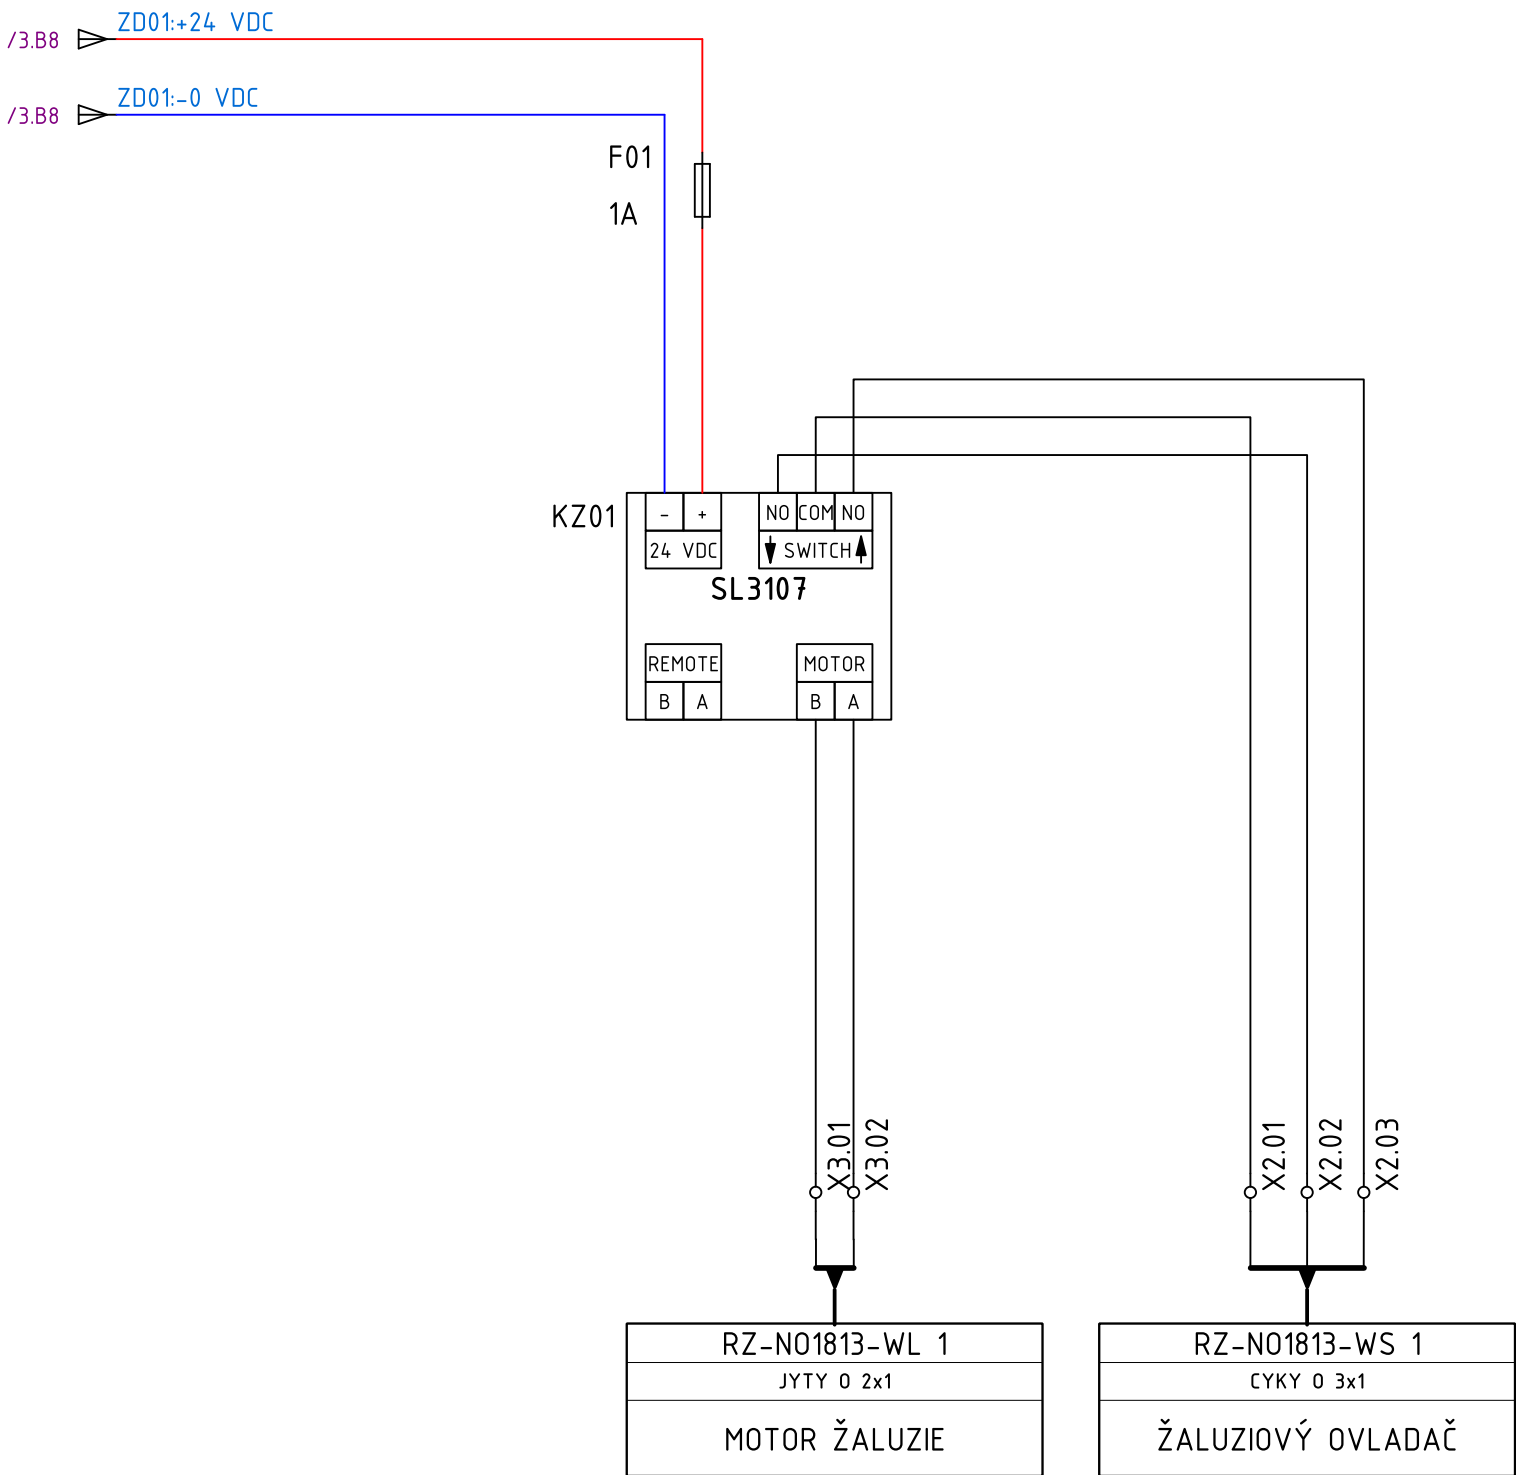 ZD01:+24 VDC
/3.B8
ZD01:-0 VDC
/3.B8
F01
1A
KZ01
- + NO COM NO
24 VDC SWITCH
SL3107
REMOTE MOTOR
B A B A
X3.01
X3.02
X2.01
X2.02
X2.03
RZ-N01813-WL 1
JYTY O 2x1
MOTOR ŽALUZIE
RZ-N01813-WS 1
CYKY O 3x1
ŽALUZIOVÝ OVLADAČ